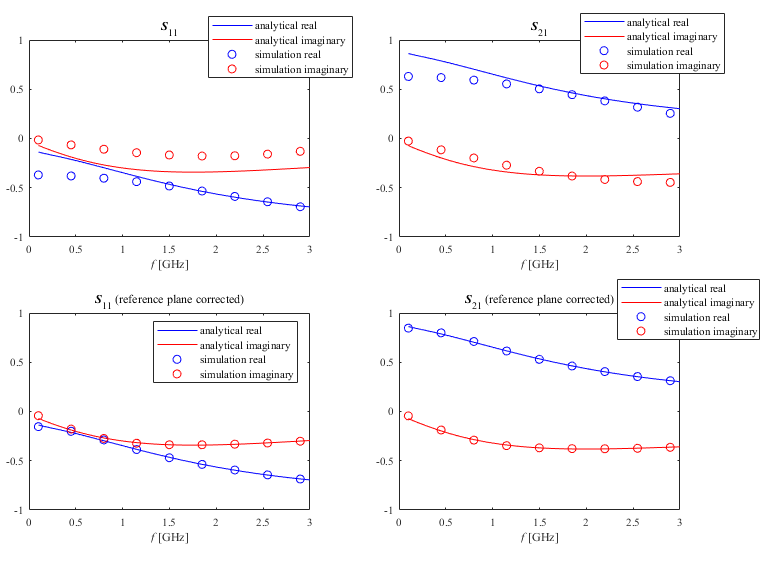 S11
analytical real
analytical imaginary
simulation real
simulation imaginary
1
0.5
0
-0.5
-1
0 0.5 1 1.5 2 2.5 3
f [GHz]
S21
analytical real
analytical imaginary
simulation real
simulation imaginary
1
0.5
0
-0.5
-1
0 0.5 1 1.5 2 2.5 3
f [GHz]
S11 (reference plane corrected)
analytical real
analytical imaginary
simulation real
simulation imaginary
1
0.5
0
-0.5
-1
0 0.5 1 1.5 2 2.5 3
f [GHz]
S21 (reference plane corrected)
analytical real
analytical imaginary
simulation real
simulation imaginary
1
0.5
0
-0.5
-1
0 0.5 1 1.5 2 2.5 3
f [GHz]